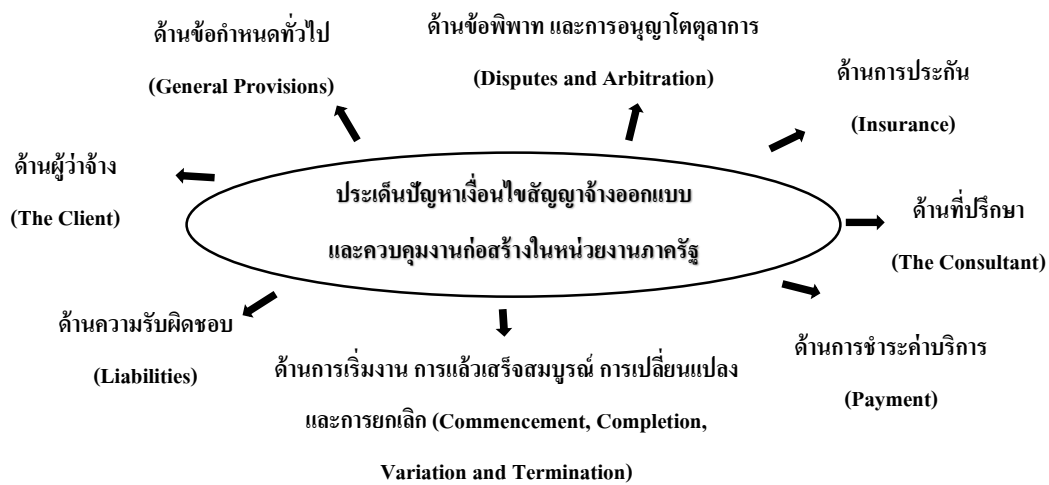 ด้านข้อกำหนดทั่วไป
(General Provisions)
ด้านข้อพิพาท และการอนุญาโตตุลาการ
(Disputes and Arbitration)
ด้านการประกัน
(Insurance)
ด้านผู้ว่าจ้าง
(The Client)
ประเด็นปัญหาเงื่อนไขสัญญาจ้างออกแบบ
และควบคุมงานก่อสร้างในหน่วยงานภาครัฐ
ด้านที่ปรึกษา
(The Consultant)
ด้านความรับผิดชอบ
(Liabilities)
ด้านการเริ่มงาน การแล้วเสร็จสมบูรณ์ การเปลี่ยนแปลง
และการยกเลิก (Commencement, Completion,
Variation and Termination)
ด้านการชำระค่าบริการ
(Payment)